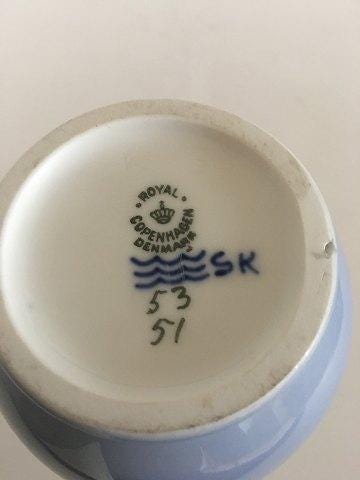 ROYAL
COPENHAGEN
DENMARK
SK
53
51